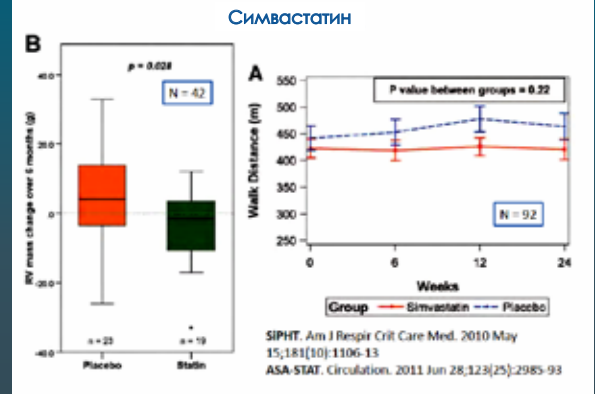 Симвастатин
B
p = 0.028
N = 42
RV mass change over 6 months (g)
40.0
20.0
0
-20.0
-40.0
n = 23
n = 19
Placebo
Statin
A
P value between groups = 0.22
Walk Distance (m)
550
500
450
400
350
300
250
N = 92
0
6
12
24
Weeks
Group
Simvastatin
Placebo
SiPHT. Am J Respir Crit Care Med. 2010 May
15;181(10):1106-13
ASA-STAT. Circulation. 2011 Jun 28;123(25):2985-93